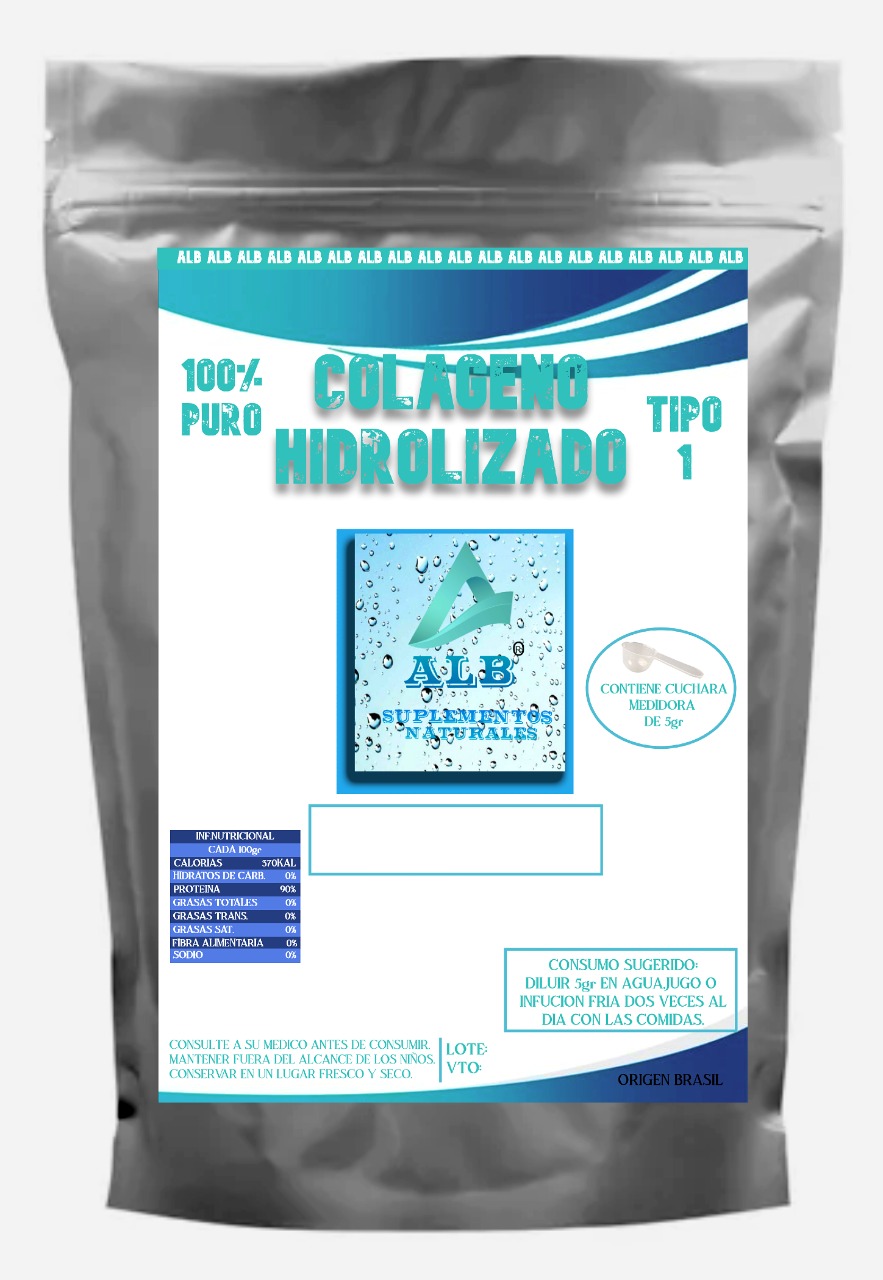 ALB ALB ALB ALB ALB ALB ALB ALB ALB ALB ALB ALB ALB ALB ALB ALB ALB ALB ALB
100% PURO
COLAGENO
HIDROLIZADO
TIPO
1
ALB®
SUPLEMENTOS
NATURALES
CONTIENE CUCHARA
MEDIDORA
DE 5gr
INF.NUTRICIONAL
CADA 100gr
CALORIAS 370KAL
HIDRATOS DE CARB. 0%
PROTEINA 90%
GRASAS TOTALES 0%
GRASAS TRANS. 0%
GRASAS SAT. 0%
FIBRA ALIMENTARIA 0%
SODIO 0%
CONSUMO SUGERIDO:
DILUIR 5gr EN AGUA,JUGO O
INFUCION FRIA DOS VECES AL
DIA CON LAS COMIDAS.
CONSULTE A SU MEDICO ANTES DE CONSUMIR.
MANTENER FUERA DEL ALCANCE DE LOS NIÑOS.
CONSERVAR EN UN LUGAR FRESCO Y SECO.
LOTE:
VTO:
ORIGEN BRASIL